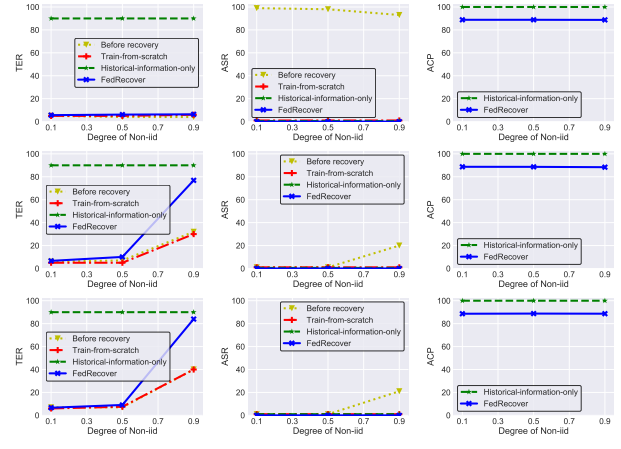 100
80
60
40
20
0
TER
0.1 0.3 0.5 0.7 0.9
Degree of Non-iid
Before recovery
Train-from-scratch
Historical-information-only
FedRecover
100
80
60
40
20
0
ASR
0.1 0.3 0.5 0.7 0.9
Degree of Non-iid
Before recovery
Train-from-scratch
Historical-information-only
FedRecover
100
80
60
40
20
0
ACP
0.1 0.3 0.5 0.7 0.9
Degree of Non-iid
Historical-information-only
FedRecover
100
80
60
40
20
0
TER
0.1 0.3 0.5 0.7 0.9
Degree of Non-iid
Before recovery
Train-from-scratch
Historical-information-only
FedRecover
100
80
60
40
20
0
ASR
0.1 0.3 0.5 0.7 0.9
Degree of Non-iid
Before recovery
Train-from-scratch
Historical-information-only
FedRecover
100
80
60
40
20
0
ACP
0.1 0.3 0.5 0.7 0.9
Degree of Non-iid
Historical-information-only
FedRecover
100
80
60
40
20
0
TER
0.1 0.3 0.5 0.7 0.9
Degree of Non-iid
Before recovery
Train-from-scratch
Historical-information-only
FedRecover
100
80
60
40
20
0
ASR
0.1 0.3 0.5 0.7 0.9
Degree of Non-iid
Before recovery
Train-from-scratch
Historical-information-only
FedRecover
100
80
60
40
20
0
ACP
0.1 0.3 0.5 0.7 0.9
Degree of Non-iid
Historical-information-only
FedRecover